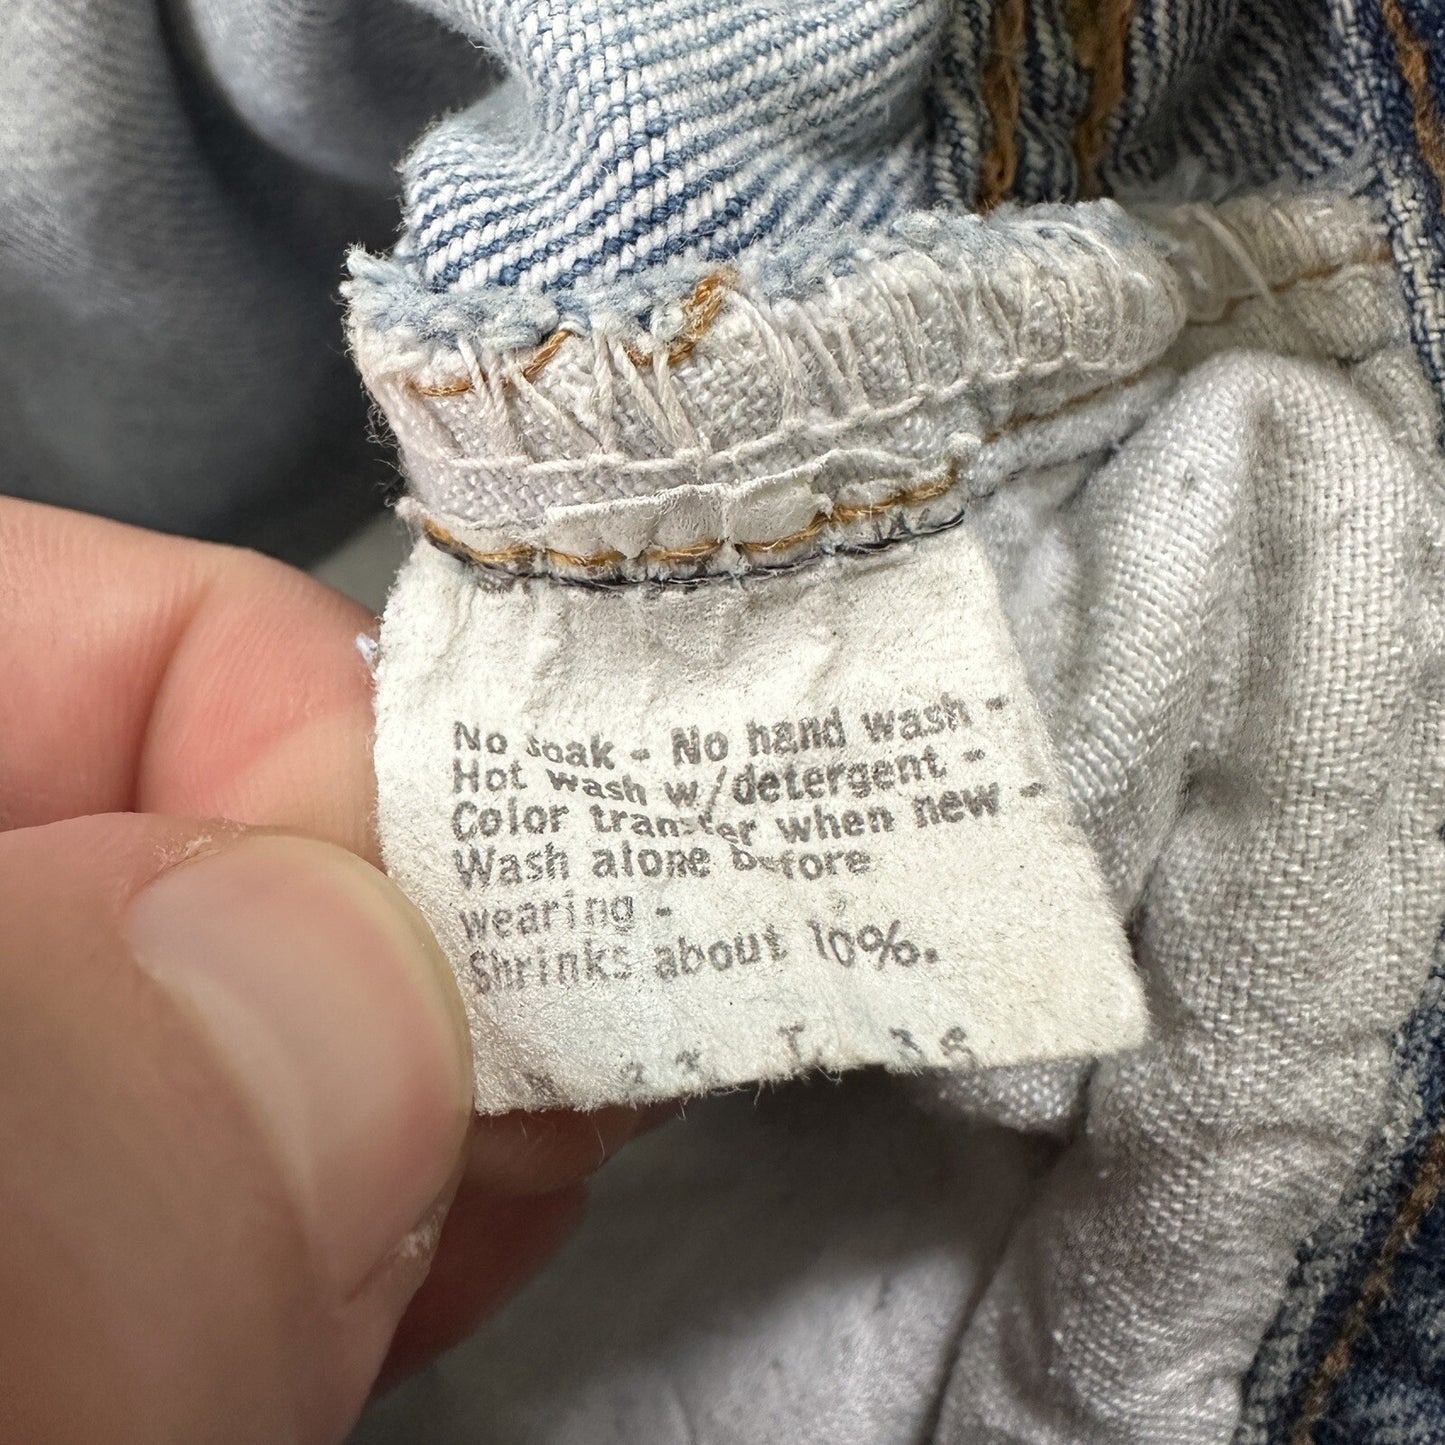 No soak - No hand wash -
Hot wash w/detergent -
Color transfer when new -
Wash alone before
wearing -
Shrinks about 10%.